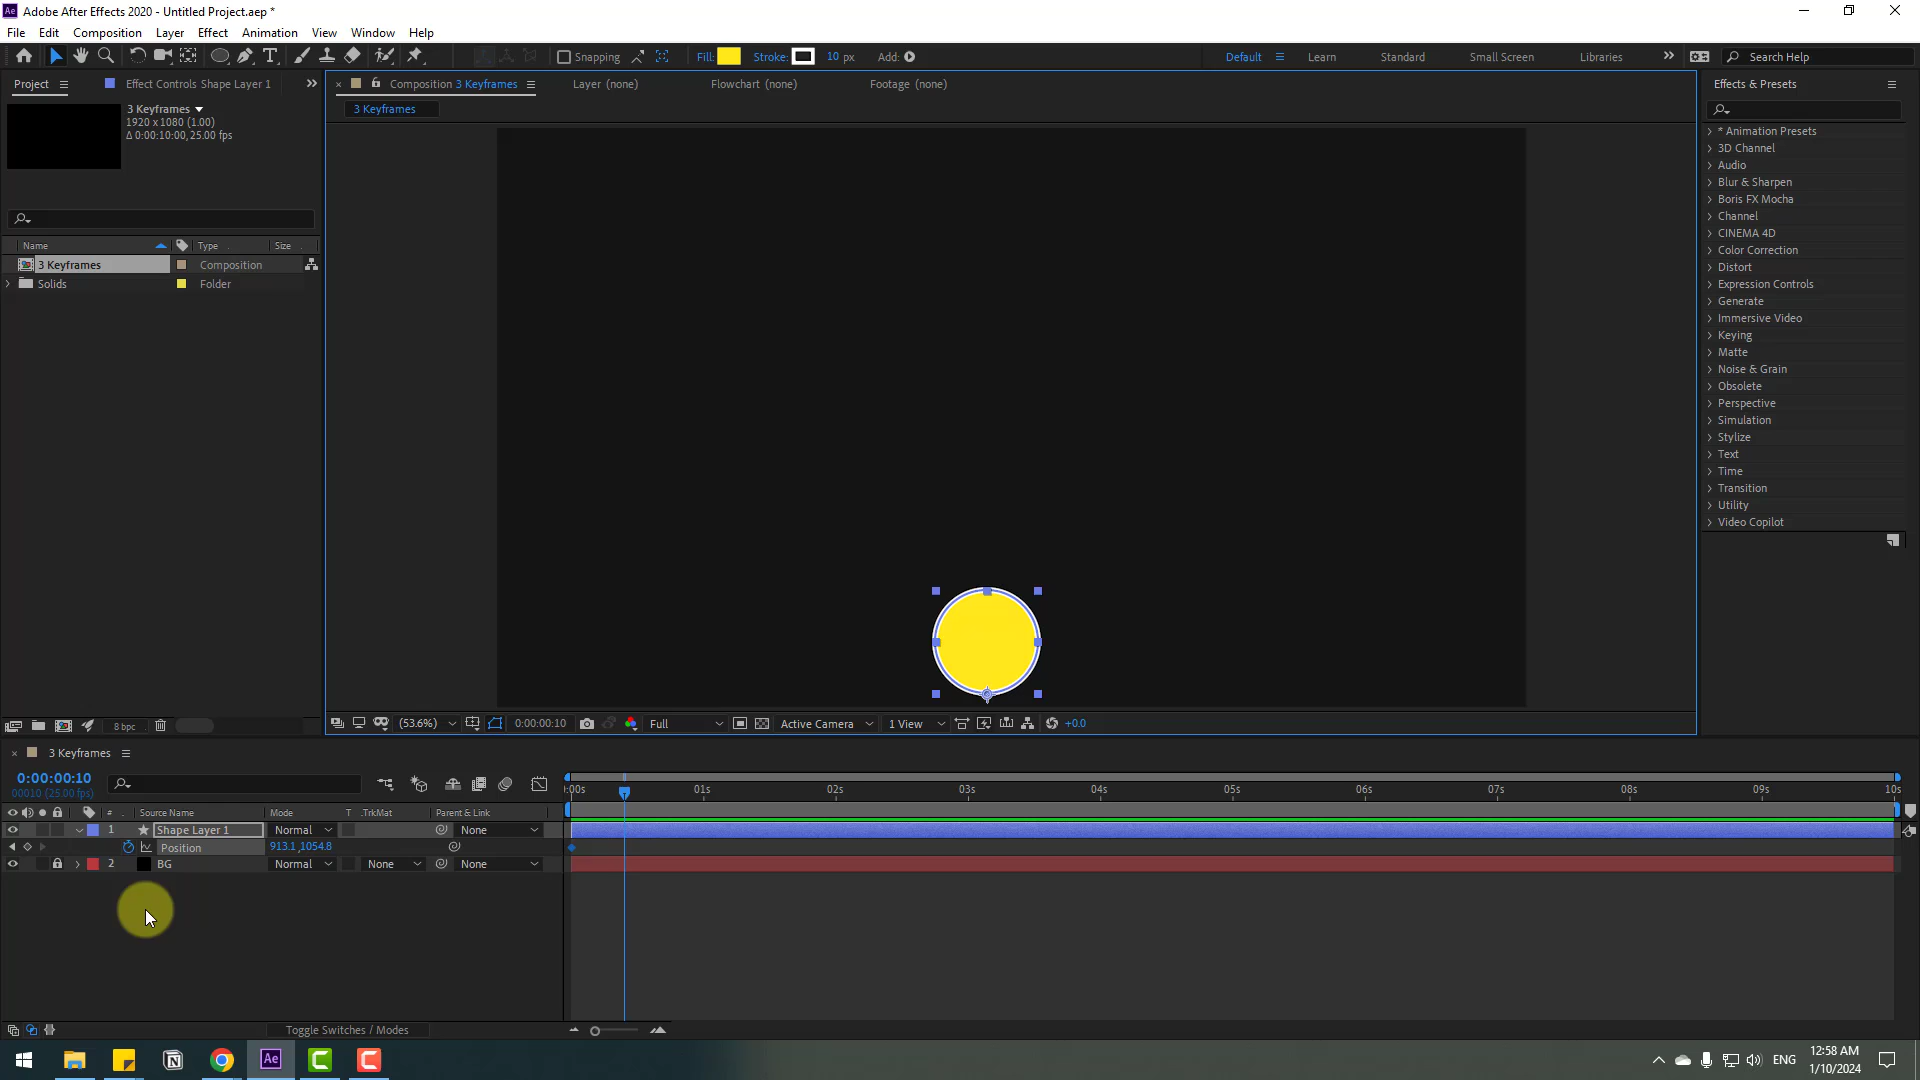 Adobe After Effects 2020 - Untitled Project.aep *
File Edit Composition Layer Effect Animation View Window Help
Snapping Fill: Stroke: 10 px Add: Default Learn Standard Small Screen Libraries Search Help
Project Effect Controls Shape Layer 1 Composition 3 Keyframes Layer (none) Flowchart (none) Footage (none) Effects & Presets
3 Keyframes
1920 x 1080 (1.00)
Δ 0:00:10:00, 25.00 fps
3 Keyframes
Name Type Size
3 Keyframes Composition
Solids Folder
* Animation Presets
3D Channel
Audio
Blur & Sharpen
Boris FX Mocha
Channel
CINEMA 4D
Color Correction
Distort
Expression Controls
Generate
Immersive Video
Keying
Matte
Noise & Grain
Obsolete
Perspective
Simulation
Stylize
Text
Time
Transition
Utility
Video Copilot
8 bpc (53.6%) 0:00:00:10 Full Active Camera 1 View +0.0
3 Keyframes
0:00:00:10
00010 (25.00 fps)
:00s 01s 02s 03s 04s 05s 06s 07s 08s 09s 10s
# Source Name Mode T .TrkMat Parent & Link
1 Shape Layer 1 Normal None
Position 913.1,1054.8
2 BG Normal None None
Toggle Switches / Modes
Ae ENG 12:58 AM
1/10/2024